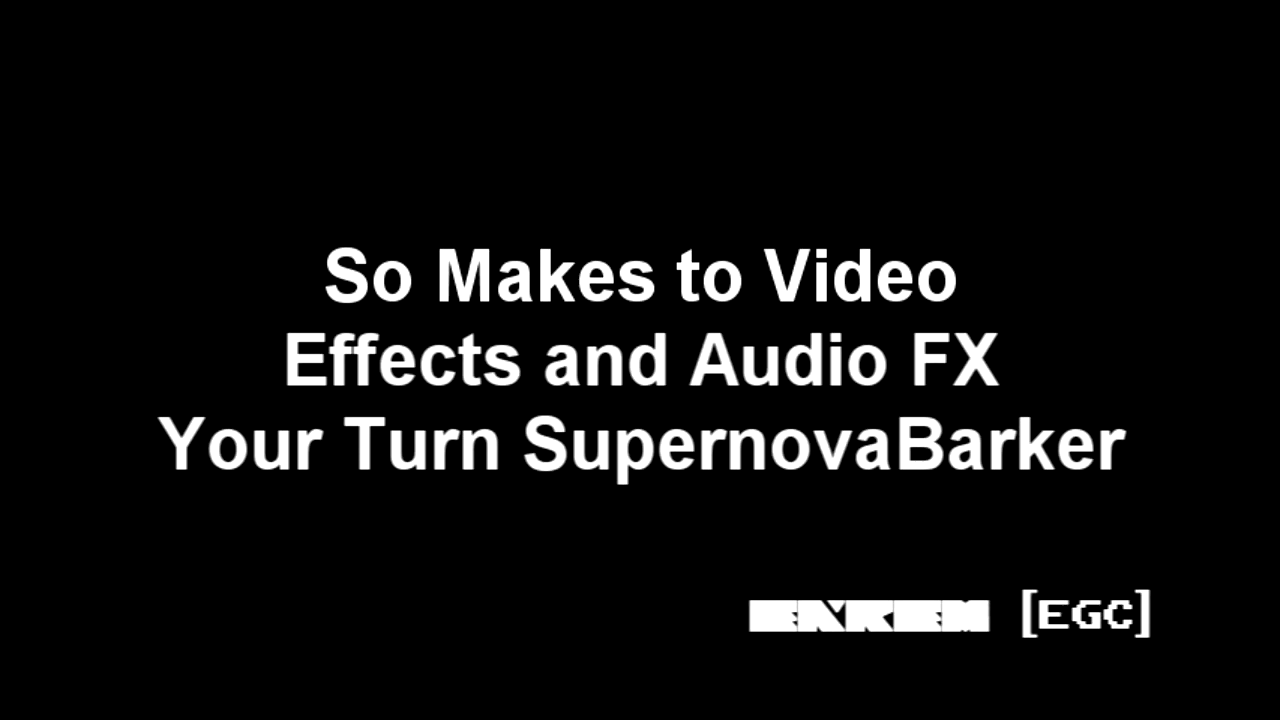 So Makes to Video
Effects and Audio FX
Your Turn SupernovaBarker
[EGC]